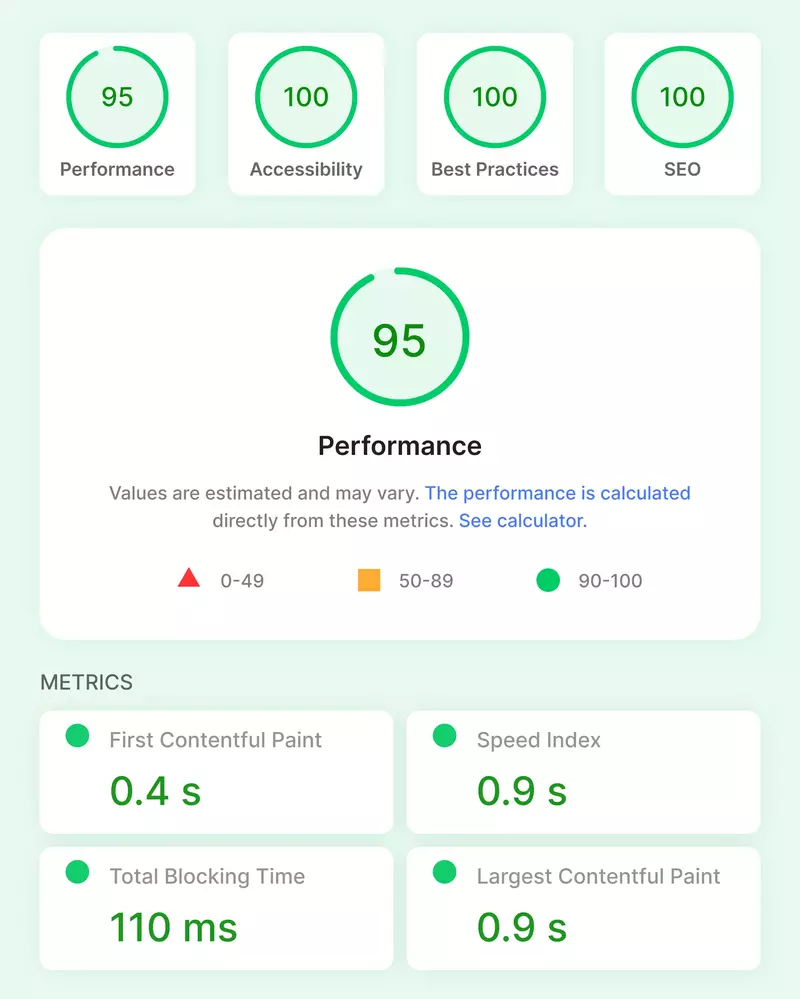 95
100
100
100
Performance
Accessibility
Best Practices
SEO
95
Performance
Values are estimated and may vary. The performance is calculated
directly from these metrics. See calculator.
0-49
50-89
90-100
METRICS
First Contentful Paint
0.4 s
Speed Index
0.9 s
Total Blocking Time
110 ms
Largest Contentful Paint
0.9 s